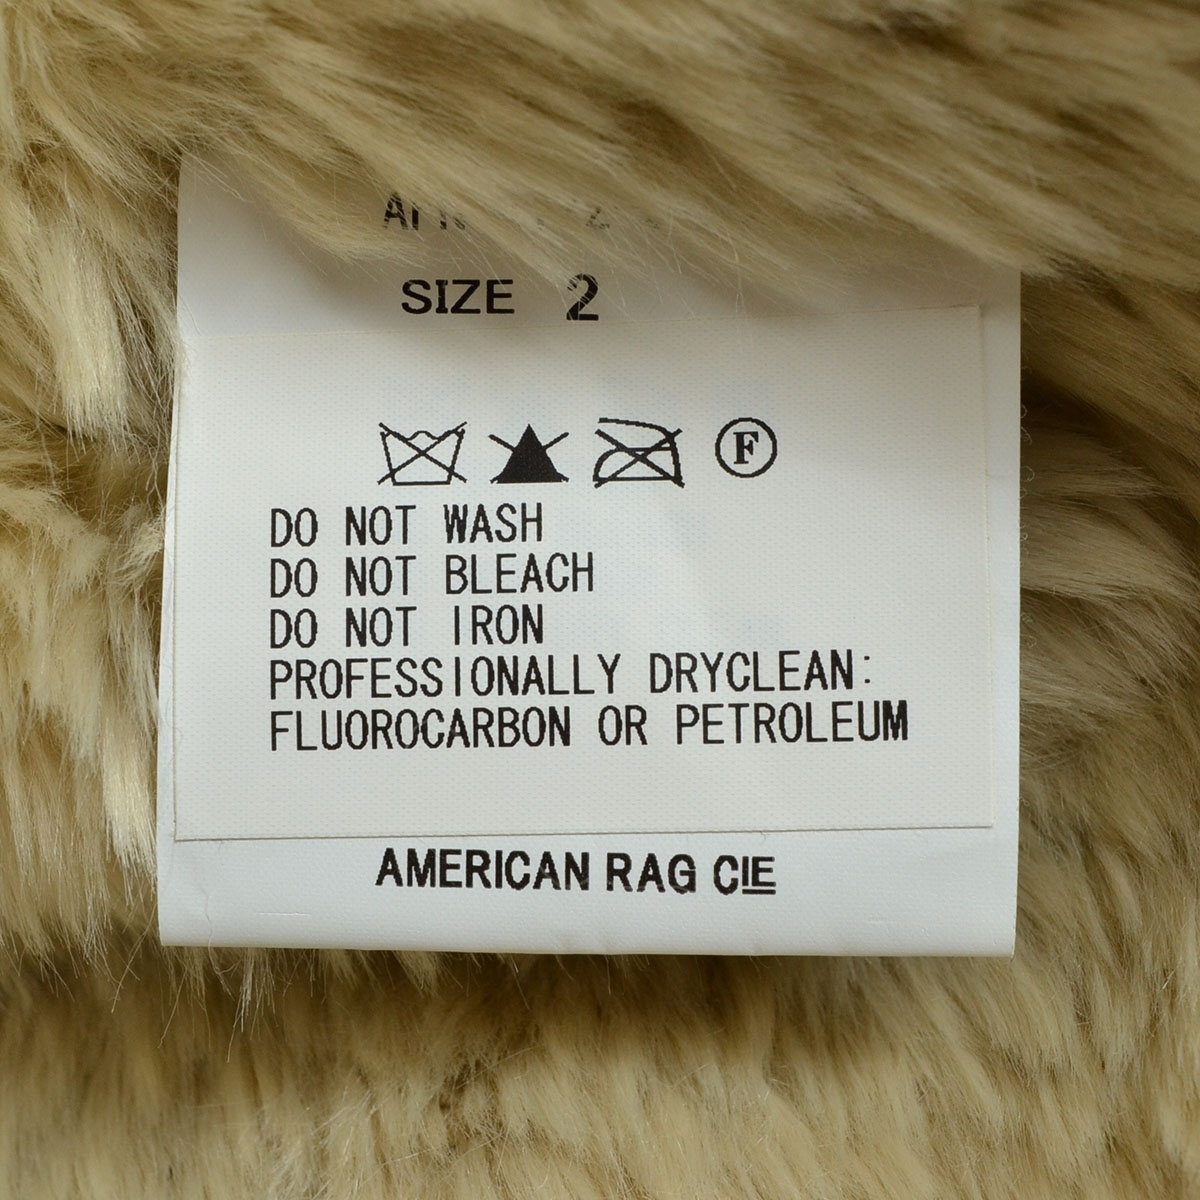 SIZE 2
F
DO NOT WASH
DO NOT BLEACH
DO NOT IRON
PROFESSIONALLY DRYCLEAN:
FLUOROCARBON OR PETROLEUM
AMERICAN RAG CIE